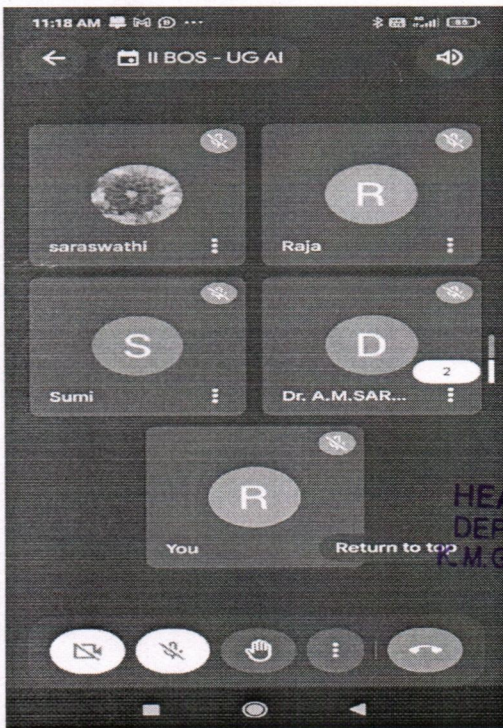 11:18 AM
II BOS - UG AI
saraswathi
R
Raja
S
Sumi
D
2
Dr. A.M.SAR...
R
HEA
DEP
You
Return to top
K.M.G